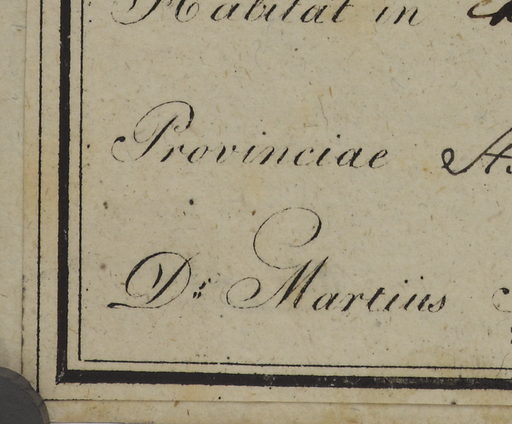 Habitat in
Provinciae
Dr Martius